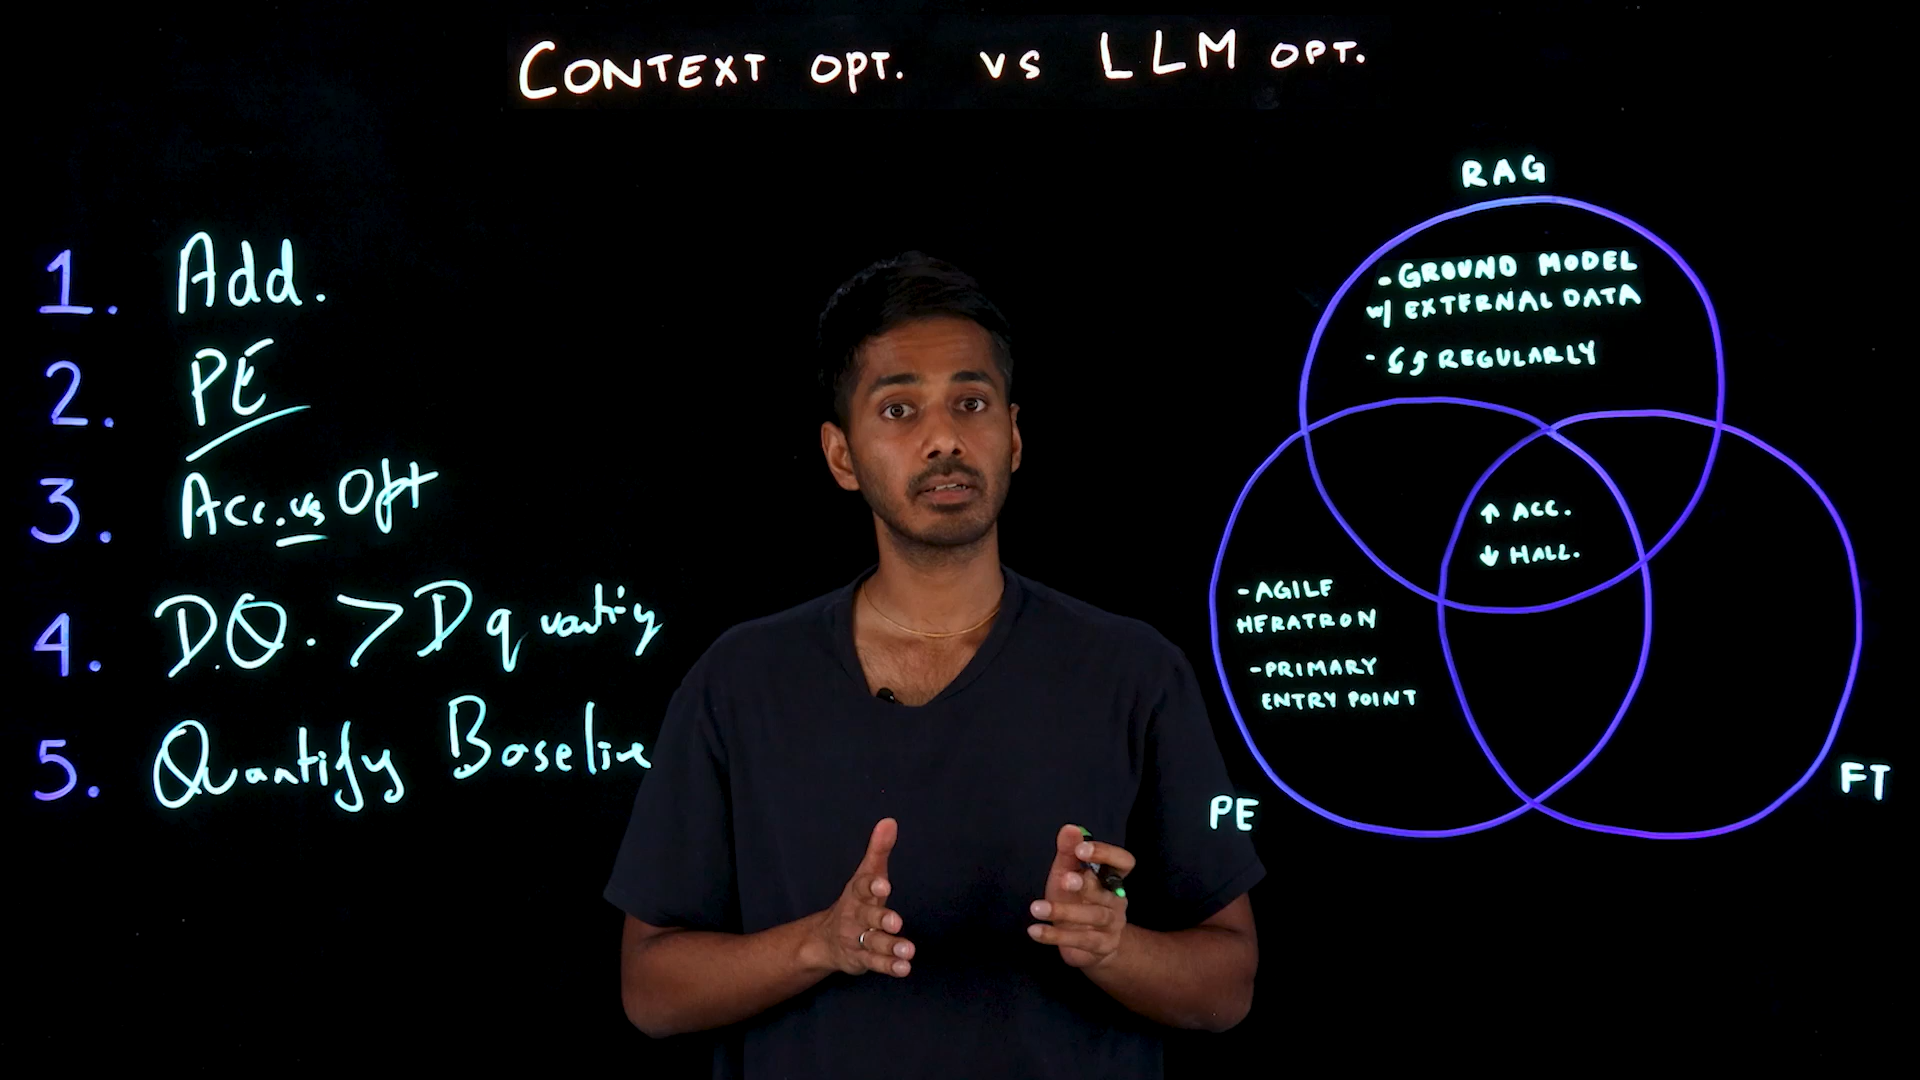 CONTEXT OPT. VS LLM OPT.
1. Add.
2. PE
3. Acc. vs Opt
4. D.Q. > D quantity
5. Quantify Baseline
RAG
- GROUND MODEL
w/ EXTERNAL DATA
- REGULARLY
↑ ACC.
↓ HALL.
- AGILE
ITERATRON
- PRIMARY
ENTRY POINT
PE
FT